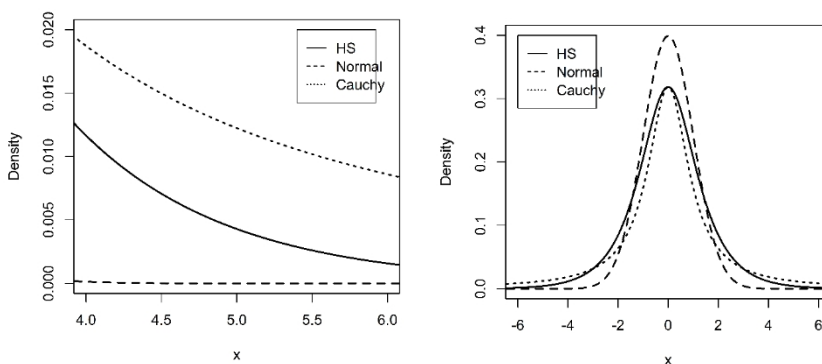 0.020
0.015
0.010
0.005
0.000
Density
HS
Normal
Cauchy
4.0 4.5 5.0 5.5 6.0
x
0.4
0.3
0.2
0.1
0.0
Density
HS
Normal
Cauchy
-6 -4 -2 0 2 4 6
x